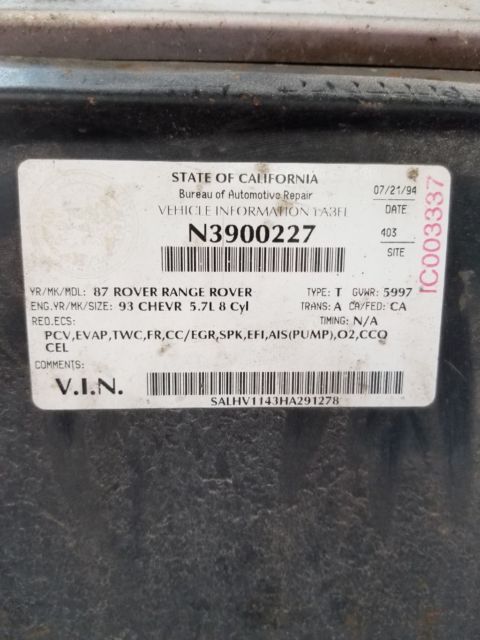 STATE OF CALIFORNIA
Bureau of Automotive Repair
VEHICLE INFORMATION LABEL
07/21/94
DATE
N3900227
403
SITE
IC003337
YR/MK/MDL: 87 ROVER RANGE ROVER TYPE: T GVWR: 5997
ENG.YR/MK/SIZE: 93 CHEVR 5.7L 8 Cyl TRANS: A CA/FED: CA
REQ.ECS: TIMING: N/A
PCV,EVAP,TWC,FR,CC/EGR,SPK,EFI,AIS(PUMP),O2,CCO
CEL
COMMENTS:
V.I.N.
SALHV1143HA291278